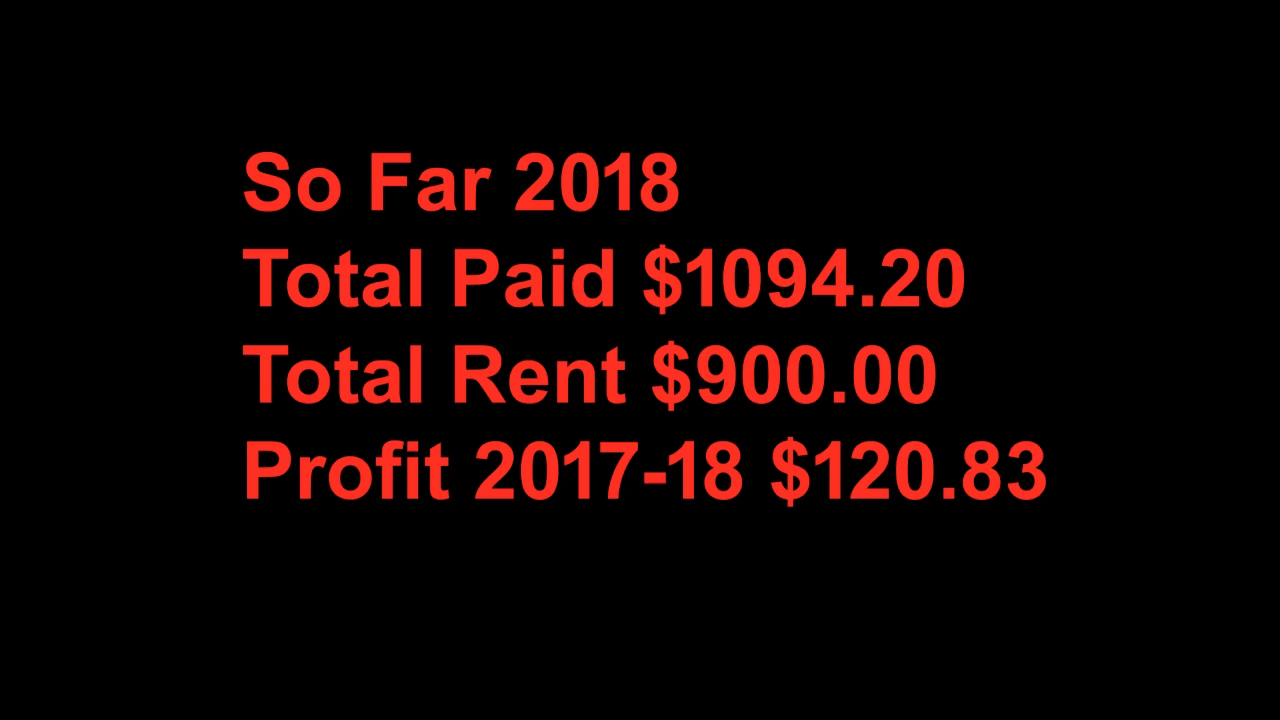 So Far 2018
Total Paid $1094.20
Total Rent $900.00
Profit 2017-18 $120.83